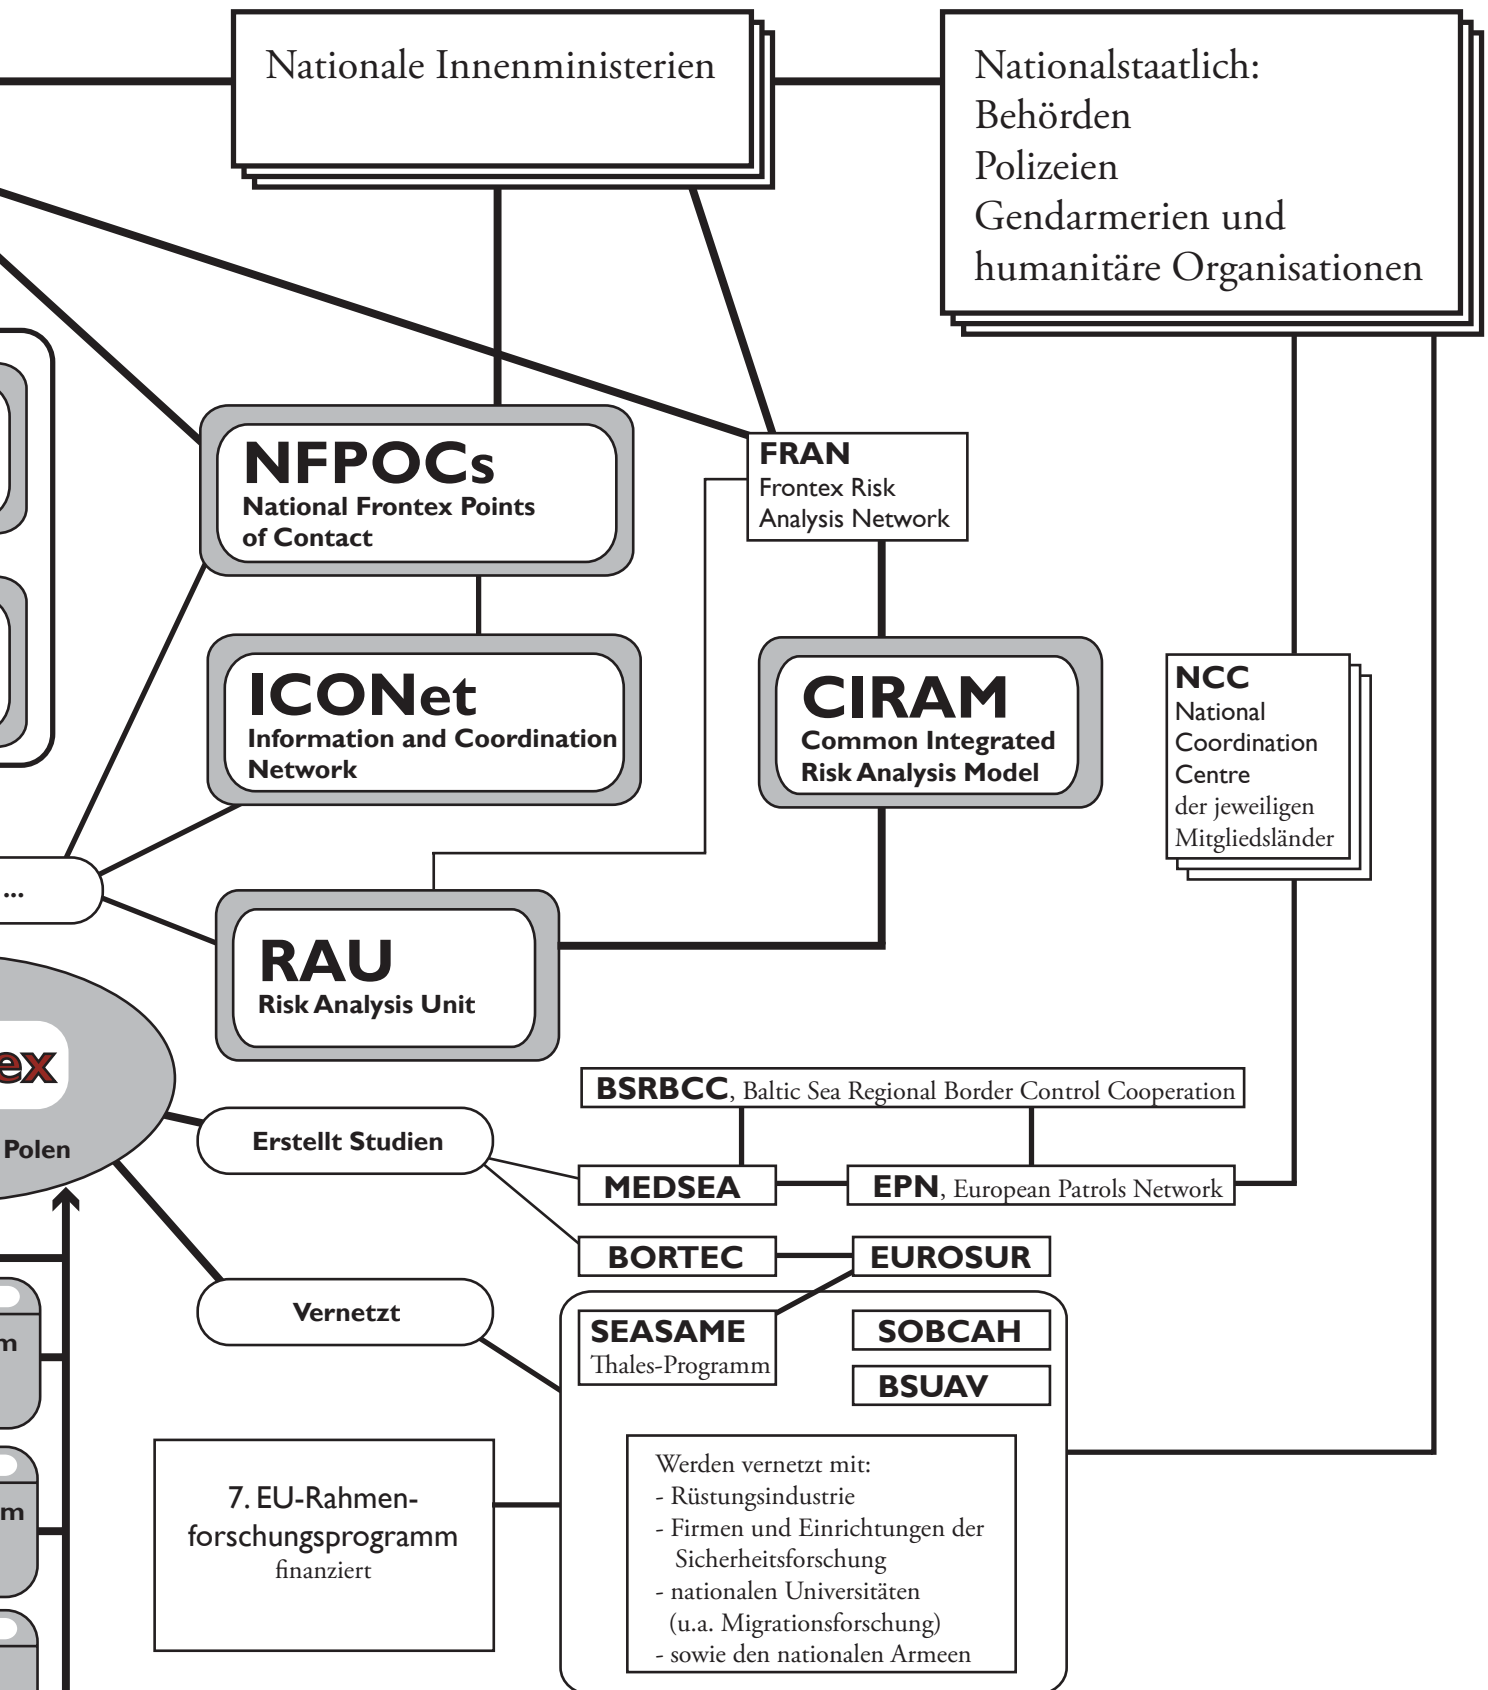 Nationale Innenministerien
Nationalstaatlich:
Behörden
Polizeien
Gendarmerien und
humanitäre Organisationen
NFPOCs
National Frontex Points
of Contact
FRAN
Frontex Risk
Analysis Network
ICONet
Information and Coordination
Network
CIRAM
Common Integrated
Risk Analysis Model
NCC
National
Coordination
Centre
der jeweiligen
Mitgliedsländer
...
RAU
Risk Analysis Unit
ex
Polen
BSRBCC, Baltic Sea Regional Border Control Cooperation
Erstellt Studien
MEDSEA
EPN, European Patrols Network
BORTEC
EUROSUR
Vernetzt
SEASAME
Thales-Programm
SOBCAH
BSUAV
m
m
7. EU-Rahmen-
forschungsprogramm
finanziert
Werden vernetzt mit:
- Rüstungsindustrie
- Firmen und Einrichtungen der
Sicherheitsforschung
- nationalen Universitäten
(u.a. Migrationsforschung)
- sowie den nationalen Armeen